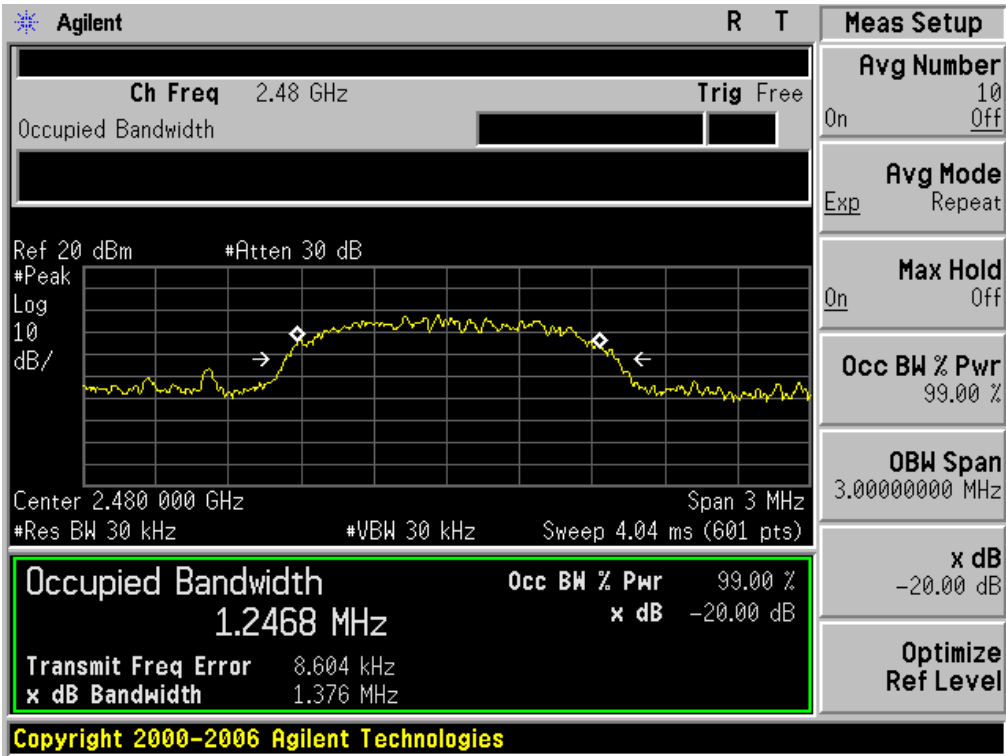 Agilent R T
Ch Freq 2.48 GHz Trig Free
Occupied Bandwidth
Ref 20 dBm #Atten 30 dB
#Peak
Log
10
dB/
Center 2.480 000 GHz Span 3 MHz
#Res BW 30 kHz #VBW 30 kHz Sweep 4.04 ms (601 pts)
Occupied Bandwidth Occ BW % Pwr 99.00 %
1.2468 MHz x dB -20.00 dB
Transmit Freq Error 8.604 kHz
x dB Bandwidth 1.376 MHz
Copyright 2000-2006 Agilent Technologies
Meas Setup
Avg Number
10
On Off
Avg Mode
Exp Repeat
Max Hold
On Off
Occ BW % Pwr
99.00 %
OBW Span
3.00000000 MHz
x dB
-20.00 dB
Optimize
Ref Level